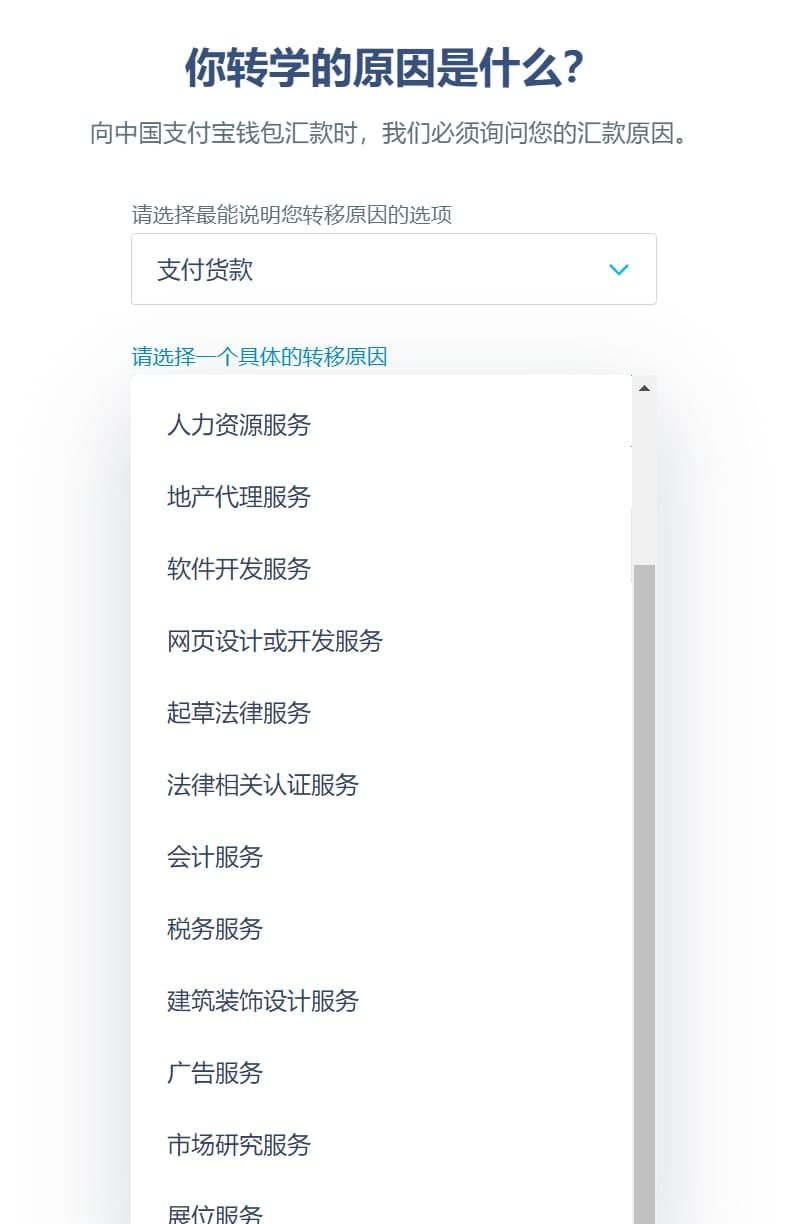 你转学的原因是什么？
向中国支付宝钱包汇款时，我们必须询问您的汇款原因。
请选择最能说明您转移原因的选项
支付货款
请选择一个具体的转移原因
人力资源服务
地产代理服务
软件开发服务
网页设计或开发服务
起草法律服务
法律相关认证服务
会计服务
税务服务
建筑装饰设计服务
广告服务
市场研究服务
展位服务